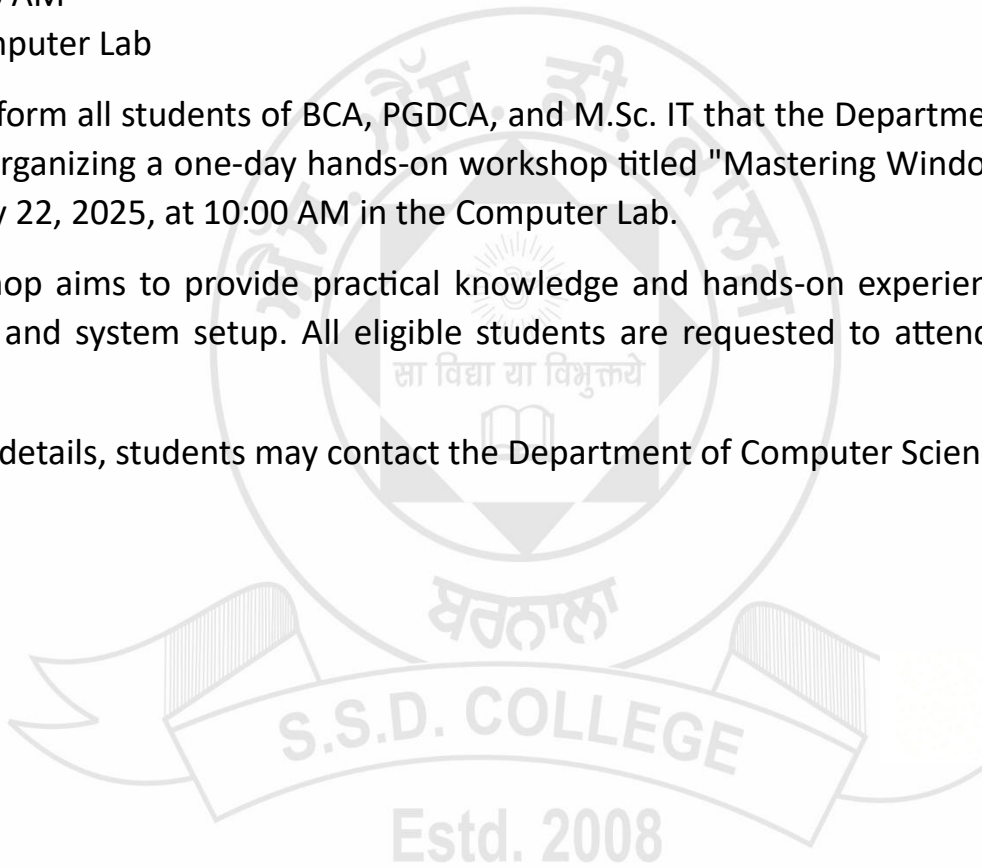 AM
mputer Lab
form all students of BCA, PGDCA, and M.Sc. IT that the Departme
rganizing a one-day hands-on workshop titled "Mastering Windo
y 22, 2025, at 10:00 AM in the Computer Lab.
hop aims to provide practical knowledge and hands-on experien
and system setup. All eligible students are requested to attend
details, students may contact the Department of Computer Scien
ਐੱਸ. ਐੱਸ. ਡੀ. ਕਾਲਜ
सा विद्या या विमुक्तये
ਬਰਨਾਲਾ
S.S.D. COLLEGE
Estd. 2008